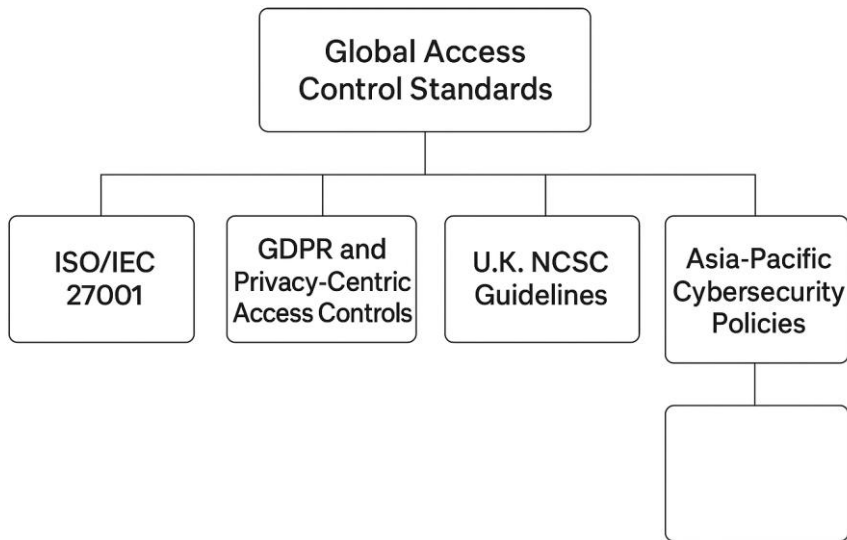 Global Access
Control Standards
ISO/IEC
27001
GDPR and
Privacy-Centric
Access Controls
U.K. NCSC
Guidelines
Asia-Pacific
Cybersecurity
Policies